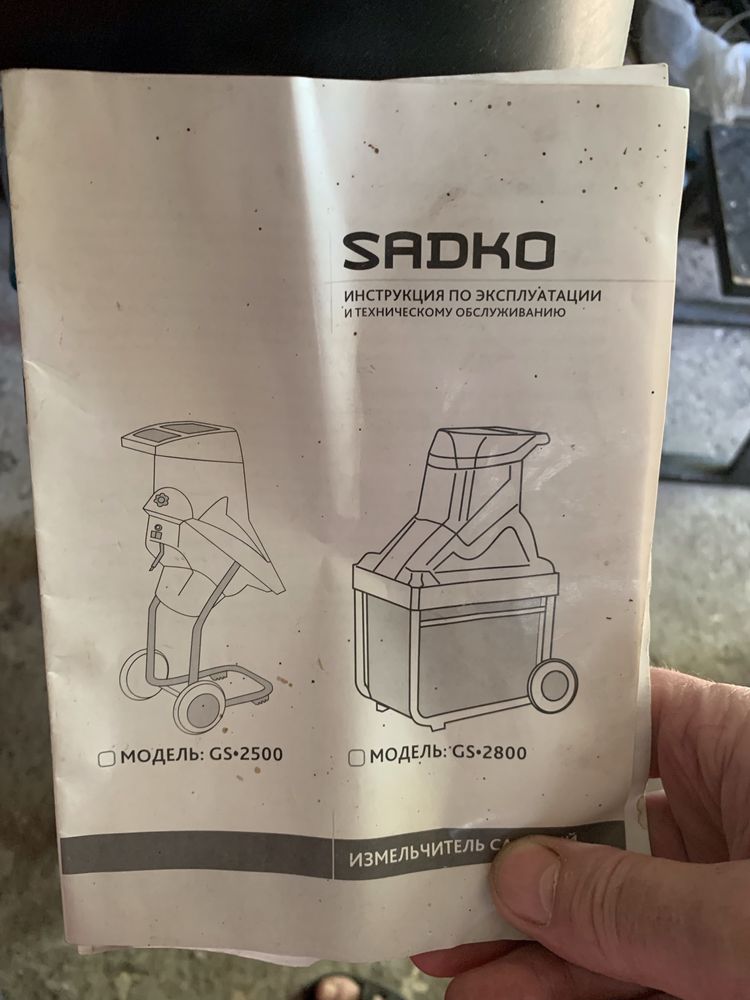 SADKO
ИНСТРУКЦИЯ ПО ЭКСПЛУАТАЦИИ
И ТЕХНИЧЕСКОМУ ОБСЛУЖИВАНИЮ
МОДЕЛЬ: GS•2500
МОДЕЛЬ: GS•2800
ИЗМЕЛЬЧИТЕЛЬ